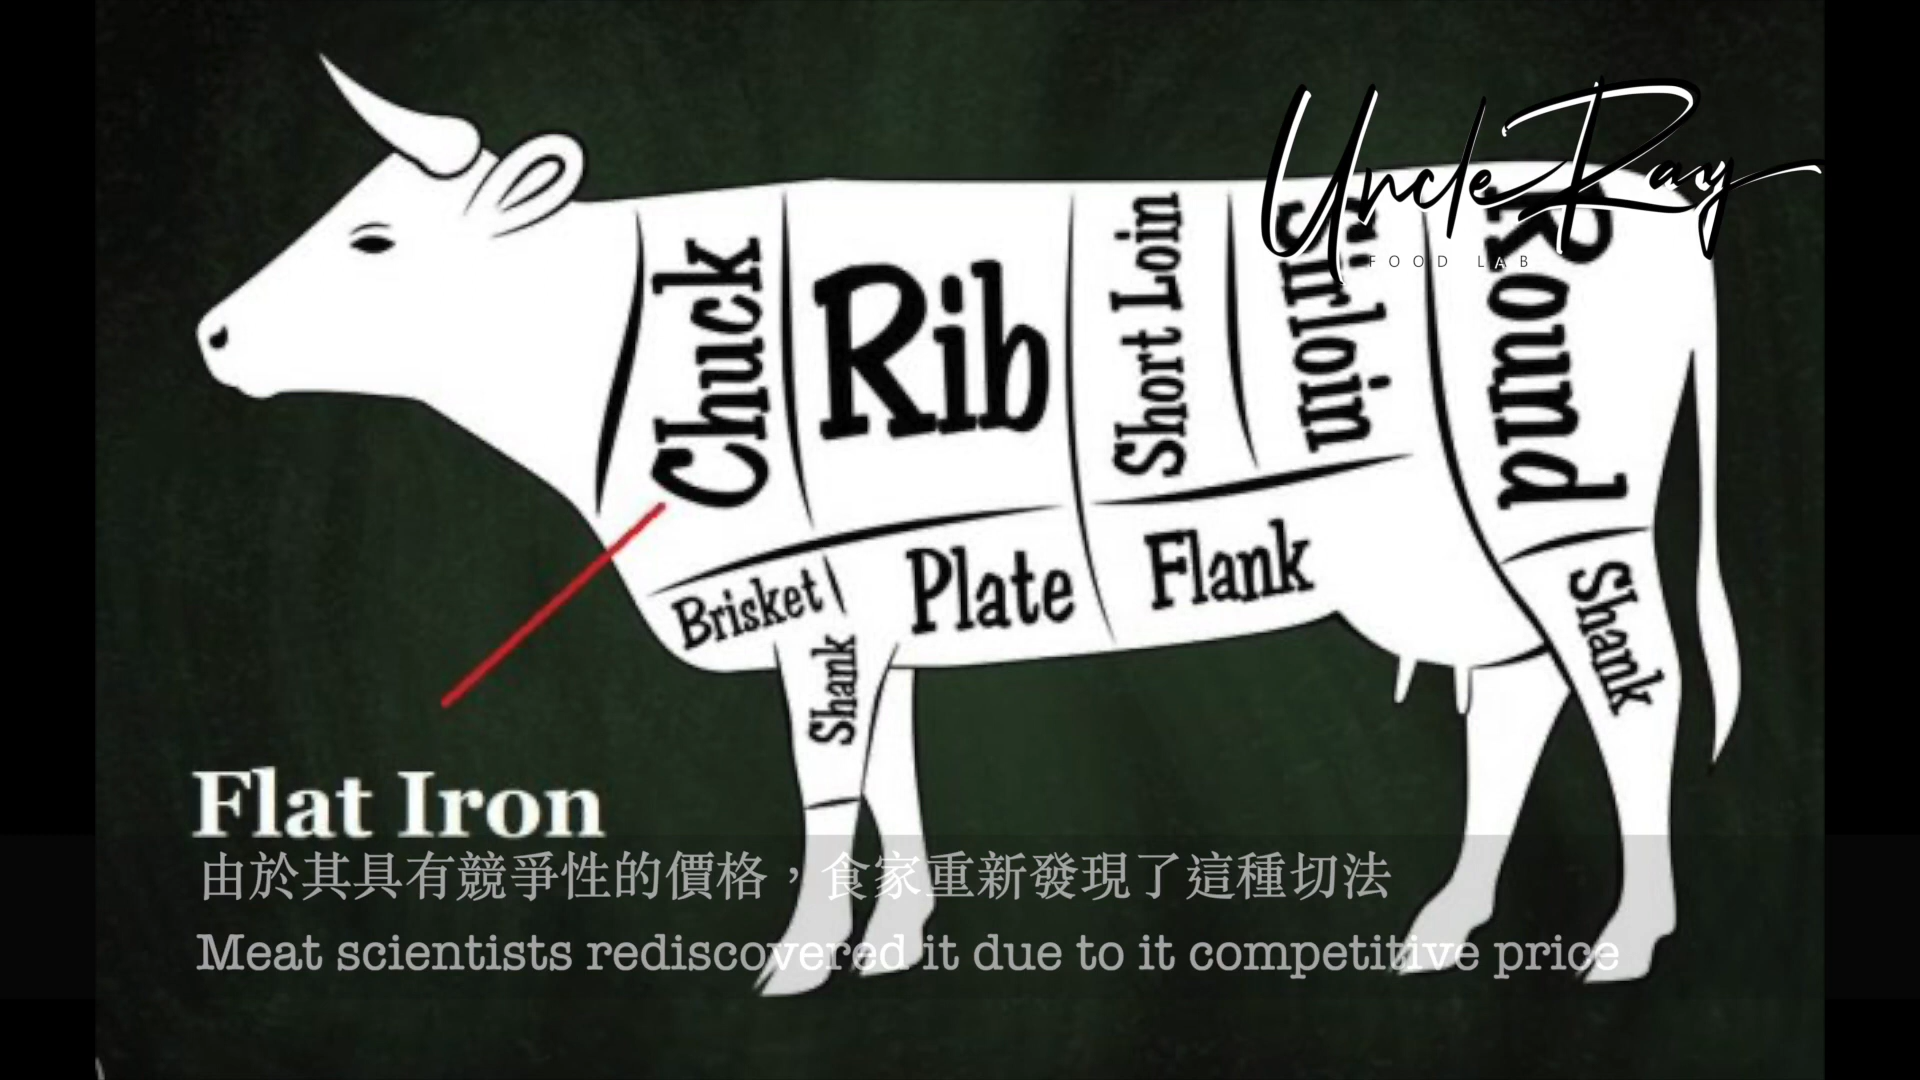 Uncle Ray
FOOD LAB
Chuck
Rib
Short Loin
Sirloin
Round
Brisket
Plate
Flank
Shank
Shank
Flat Iron
由於其具有競爭性的價格，食家重新發現了這種切法
Meat scientists rediscovered it due to it competitive price